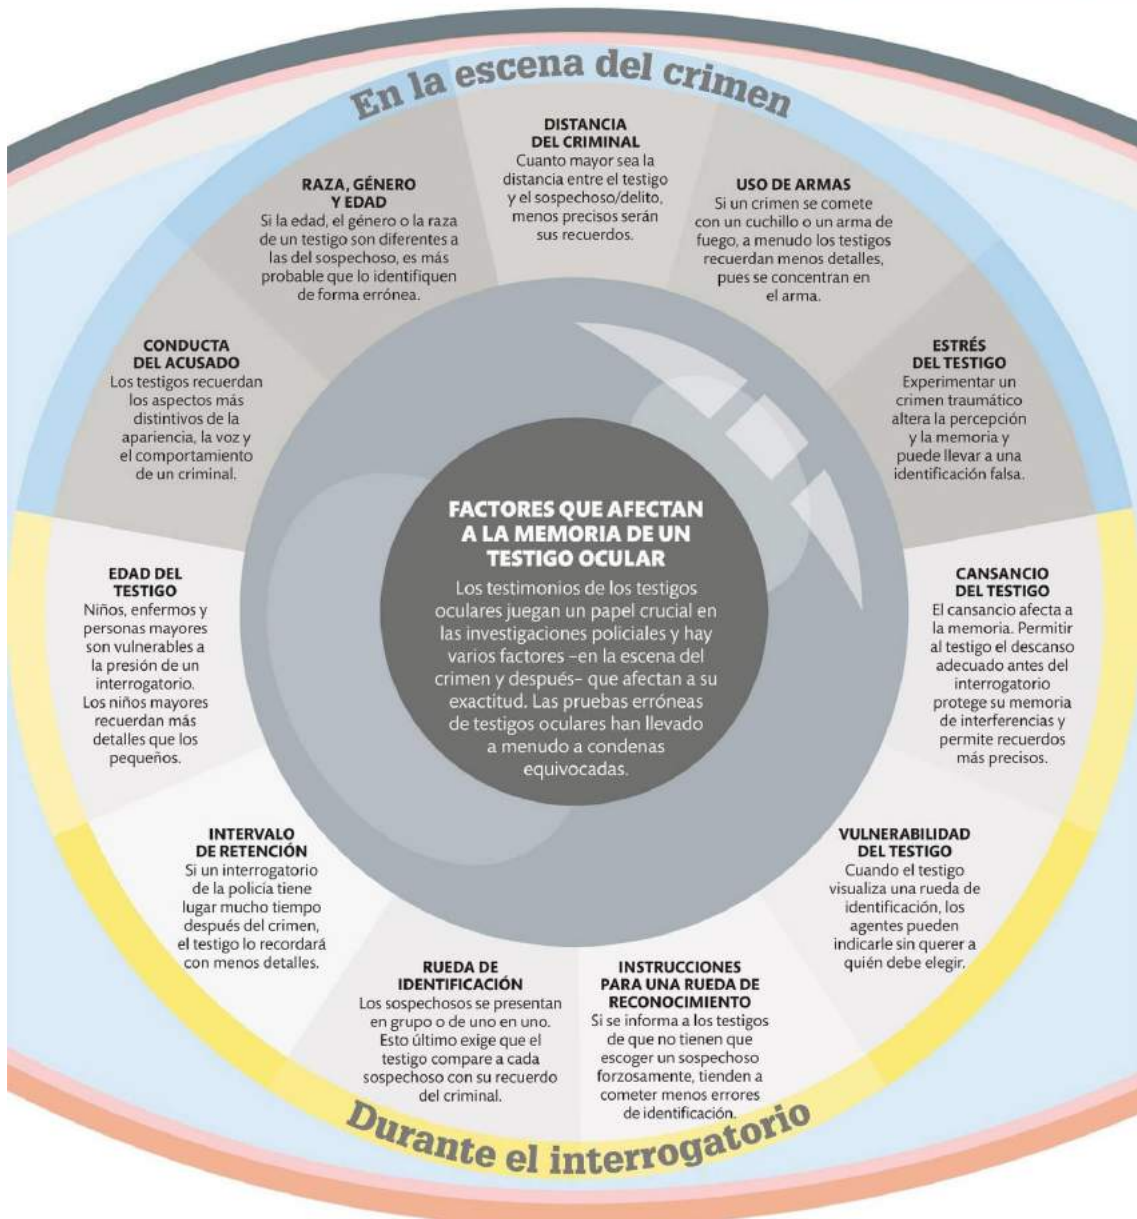 En la escena del crimen
DISTANCIA
DEL CRIMINAL
Cuanto mayor sea la
distancia entre el testigo
y el sospechoso/delito,
menos precisos serán
sus recuerdos.
RAZA, GÉNERO
Y EDAD
Si la edad, el género o la raza
de un testigo son diferentes a
las del sospechoso, es más
probable que lo identifiquen
de forma errónea.
USO DE ARMAS
Si un crimen se comete
con un cuchillo o un arma de
fuego, a menudo los testigos
recuerdan menos detalles,
pues se concentran en
el arma.
CONDUCTA
DEL ACUSADO
Los testigos recuerdan
los aspectos más
distintivos de la
apariencia, la voz y
el comportamiento
de un criminal.
ESTRÉS
DEL TESTIGO
Experimentar un
crimen traumático
altera la percepción
y la memoria y
puede llevar a una
identificación falsa.
FACTORES QUE AFECTAN
A LA MEMORIA DE UN
TESTIGO OCULAR
Los testimonios de los testigos
oculares juegan un papel crucial en
las investigaciones policiales y hay
varios factores –en la escena del
crimen y después– que afectan a su
exactitud. Las pruebas erróneas
de testigos oculares han llevado
a menudo a condenas
equivocadas.
EDAD DEL
TESTIGO
Niños, enfermos y
personas mayores
son vulnerables a
la presión de un
interrogatorio.
Los niños mayores
recuerdan más
detalles que los
pequeños.
CANSANCIO
DEL TESTIGO
El cansancio afecta a
la memoria. Permitir
al testigo el descanso
adecuado antes del
interrogatorio
protege su memoria
de interferencias y
permite recuerdos
más precisos.
INTERVALO
DE RETENCIÓN
Si un interrogatorio
de la policía tiene
lugar mucho tiempo
después del crimen,
el testigo lo recordará
con menos detalles.
VULNERABILIDAD
DEL TESTIGO
Cuando el testigo
visualiza una rueda de
identificación, los
agentes pueden
indicarle sin querer a
quién debe elegir.
RUEDA DE
IDENTIFICACIÓN
Los sospechosos se presentan
en grupo o de uno en uno.
Esto último exige que el
testigo compare a cada
sospechoso con su recuerdo
del criminal.
INSTRUCCIONES
PARA UNA RUEDA DE
RECONOCIMIENTO
Si se informa a los testigos
de que no tienen que
escoger un sospechoso
forzosamente, tienden a
cometer menos errores
de identificación.
Durante el interrogatorio